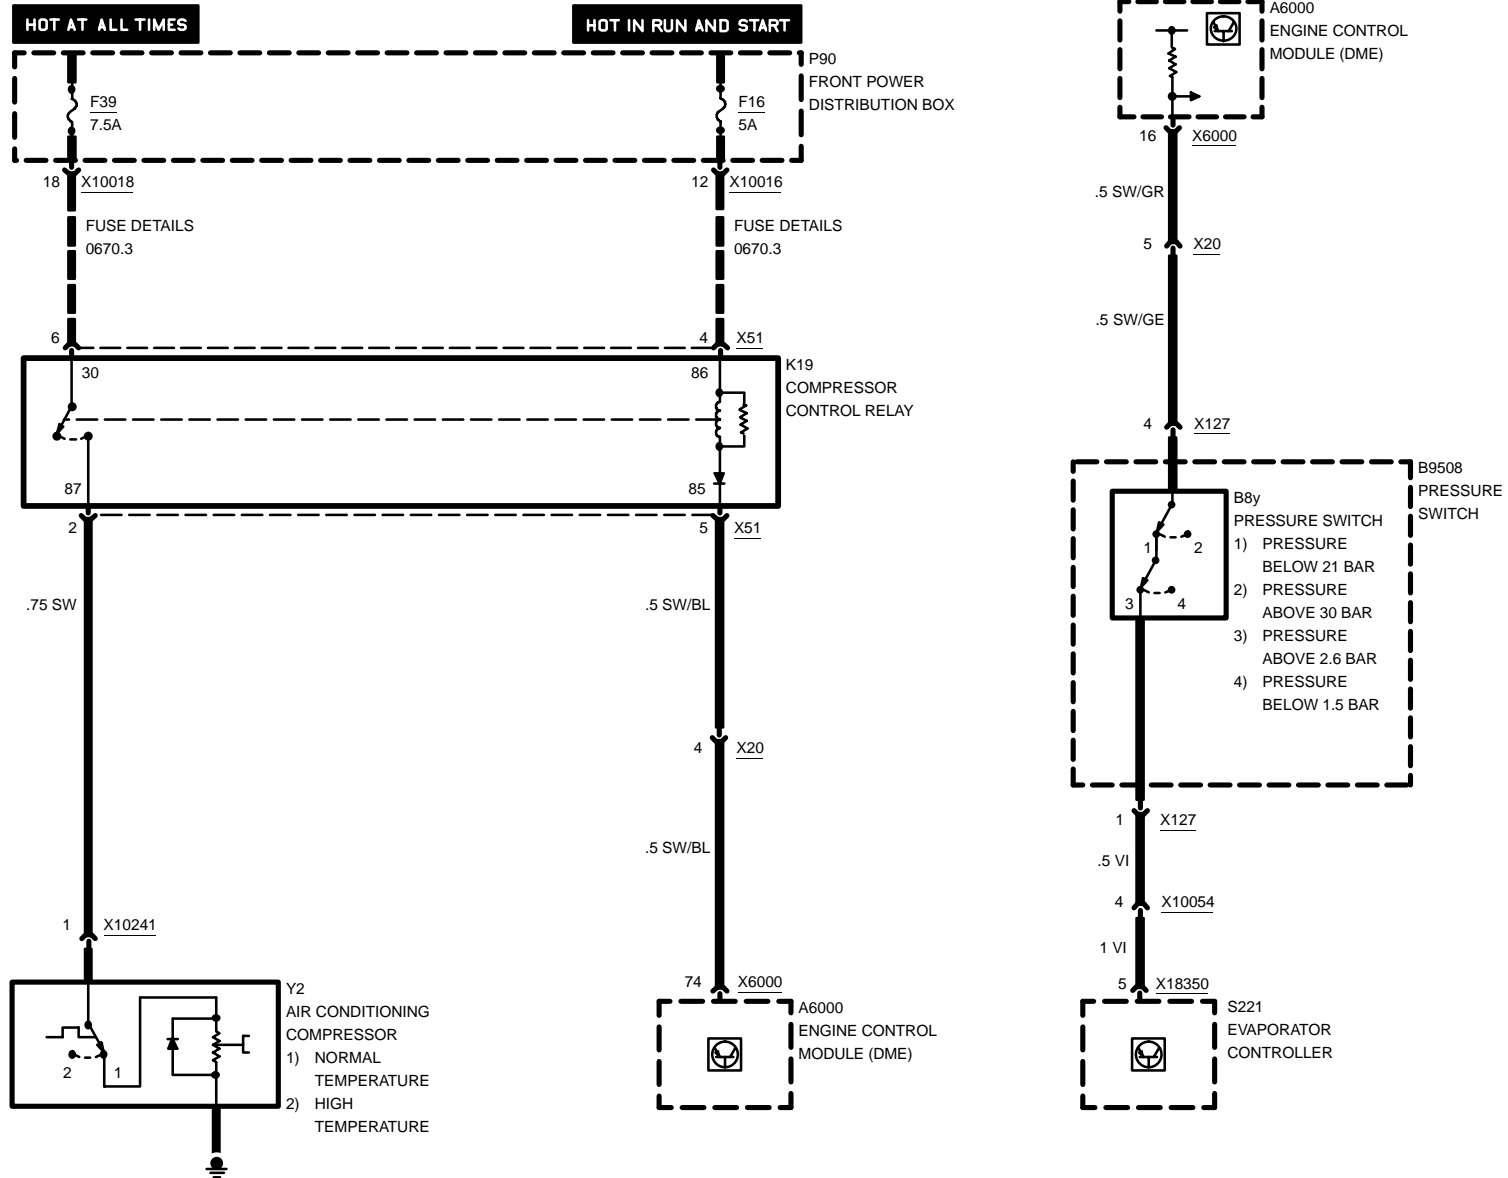 HOT AT ALL TIMES
HOT IN RUN AND START
P90
FRONT POWER
DISTRIBUTION BOX
F39
7.5A
F16
5A
18 X10018
12 X10016
FUSE DETAILS
0670.3
FUSE DETAILS
0670.3
6
4 X51
30
86
K19
COMPRESSOR
CONTROL RELAY
87
85
2
5 X51
.75 SW
.5 SW/BL
4 X20
.5 SW/BL
1 X10241
74 X6000
Y2
AIR CONDITIONING
COMPRESSOR
1) NORMAL
TEMPERATURE
2) HIGH
TEMPERATURE
2
1
A6000
ENGINE CONTROL
MODULE (DME)
A6000
ENGINE CONTROL
MODULE (DME)
16 X6000
.5 SW/GR
5 X20
.5 SW/GE
4 X127
B9508
PRESSURE
SWITCH
B8y
PRESSURE SWITCH
1) PRESSURE
BELOW 21 BAR
2) PRESSURE
ABOVE 30 BAR
3) PRESSURE
ABOVE 2.6 BAR
4) PRESSURE
BELOW 1.5 BAR
1
2
3
4
1 X127
.5 VI
4 X10054
1 VI
5 X18350
S221
EVAPORATOR
CONTROLLER